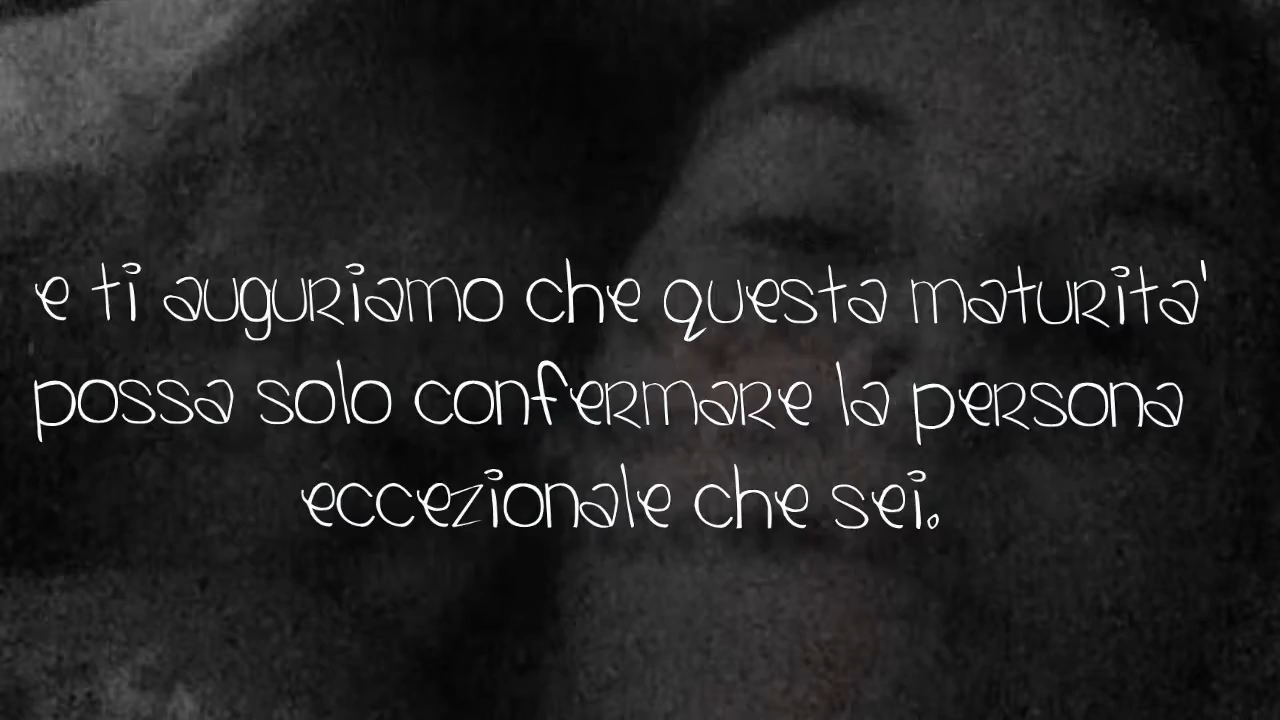 e ti auguriamo che questa maturita'
possa solo confermare la persona
eccezionale che sei.